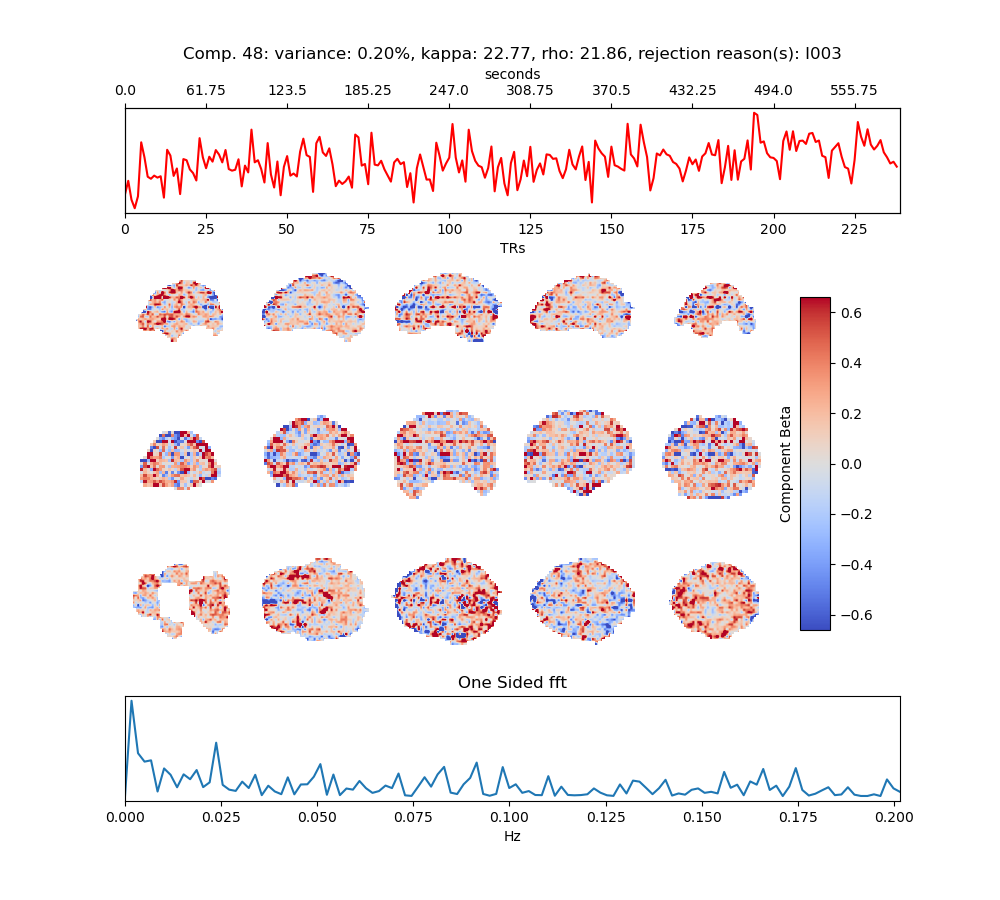 Comp. 48: variance: 0.20%, kappa: 22.77, rho: 21.86, rejection reason(s): I003
seconds
0.0 61.75 123.5 185.25 247.0 308.75 370.5 432.25 494.0 555.75
0 25 50 75 100 125 150 175 200 225
TRs
0.6
0.4
0.2
0.0
−0.2
−0.4
−0.6
Component Beta
One Sided fft
0.000 0.025 0.050 0.075 0.100 0.125 0.150 0.175 0.200
Hz